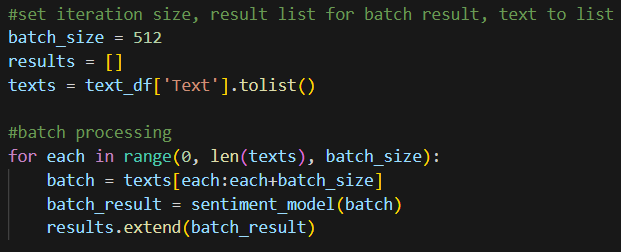 #set iteration size, result list for batch result, text to list
batch_size = 512
results = []
texts = text_df['Text'].tolist()

#batch processing
for each in range(0, len(texts), batch_size):
    batch = texts[each:each+batch_size]
    batch_result = sentiment_model(batch)
    results.extend(batch_result)